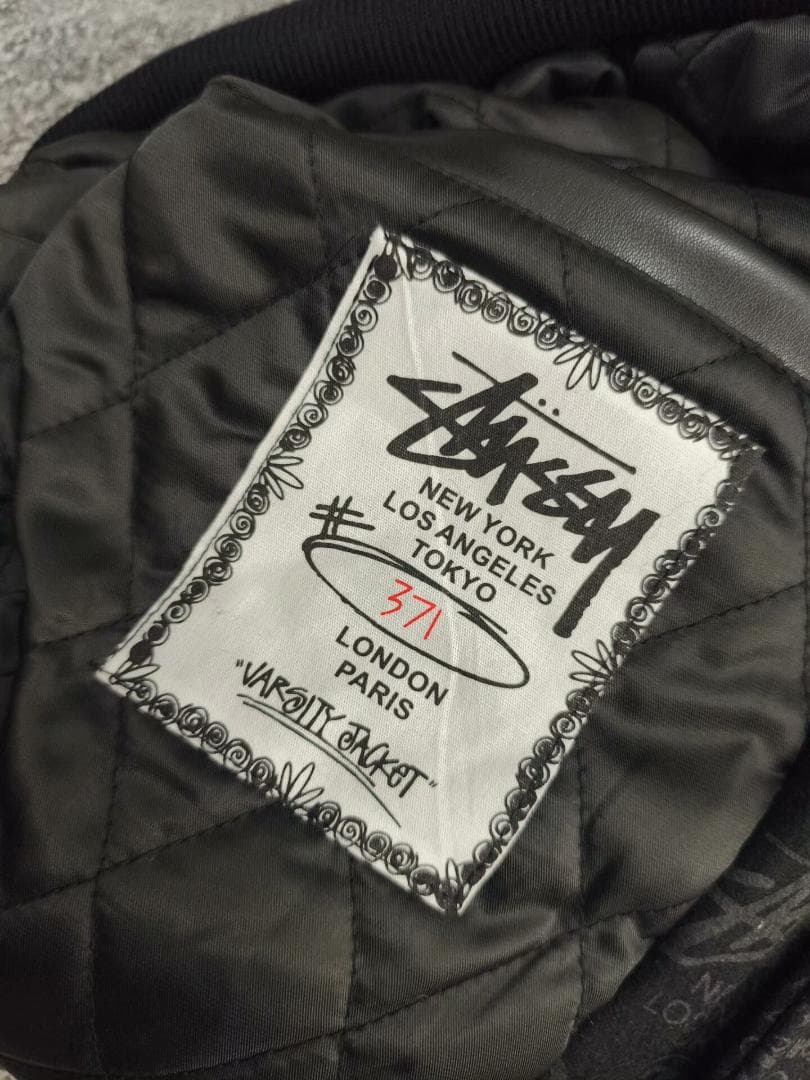 Stüssy
NEW YORK
LOS ANGELES
TOKYO
#
371
LONDON
PARIS
"VARSITY JACKET"